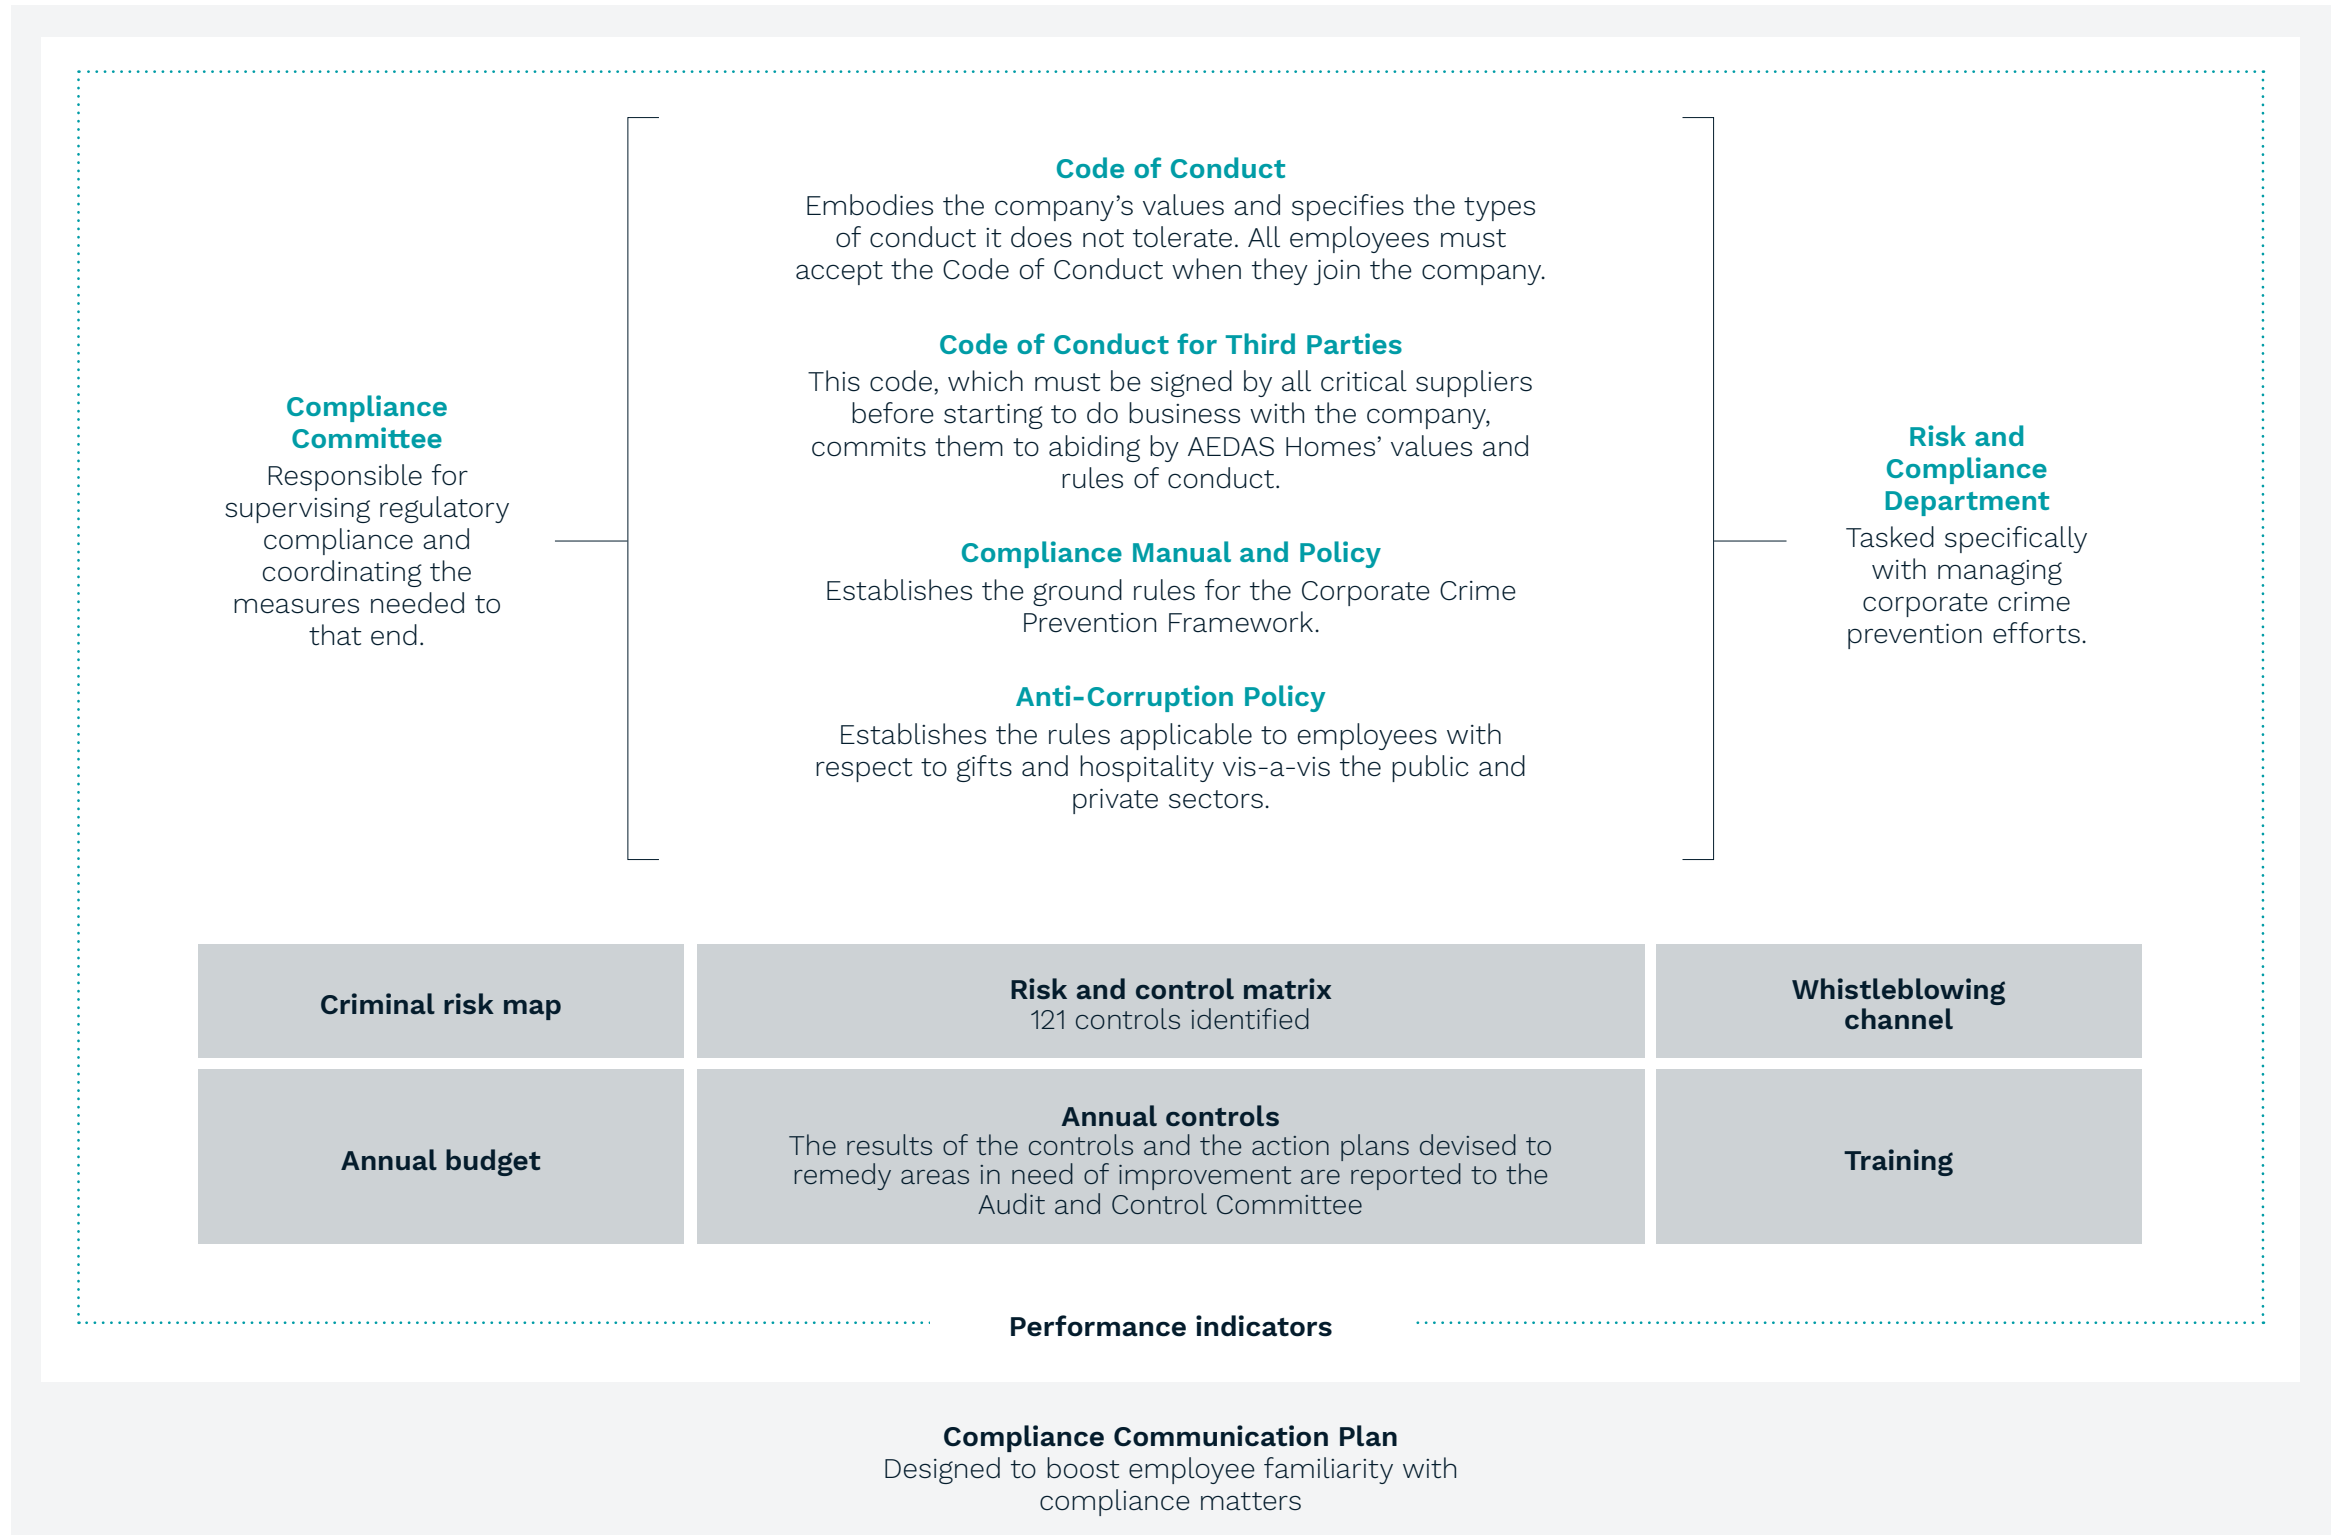 Compliance
Committee
Responsible for
supervising regulatory
compliance and
coordinating the
measures needed to
that end.
Code of Conduct
Embodies the company’s values and specifies the types
of conduct it does not tolerate. All employees must
accept the Code of Conduct when they join the company.
Code of Conduct for Third Parties
This code, which must be signed by all critical suppliers
before starting to do business with the company,
commits them to abiding by AEDAS Homes’ values and
rules of conduct.
Compliance Manual and Policy
Establishes the ground rules for the Corporate Crime
Prevention Framework.
Anti-Corruption Policy
Establishes the rules applicable to employees with
respect to gifts and hospitality vis-a-vis the public and
private sectors.
Risk and
Compliance
Department
Tasked specifically
with managing
corporate crime
prevention efforts.
Criminal risk map
Risk and control matrix
121 controls identified
Whistleblowing
channel
Annual budget
Annual controls
The results of the controls and the action plans devised to
remedy areas in need of improvement are reported to the
Audit and Control Committee
Training
Performance indicators
Compliance Communication Plan
Designed to boost employee familiarity with
compliance matters